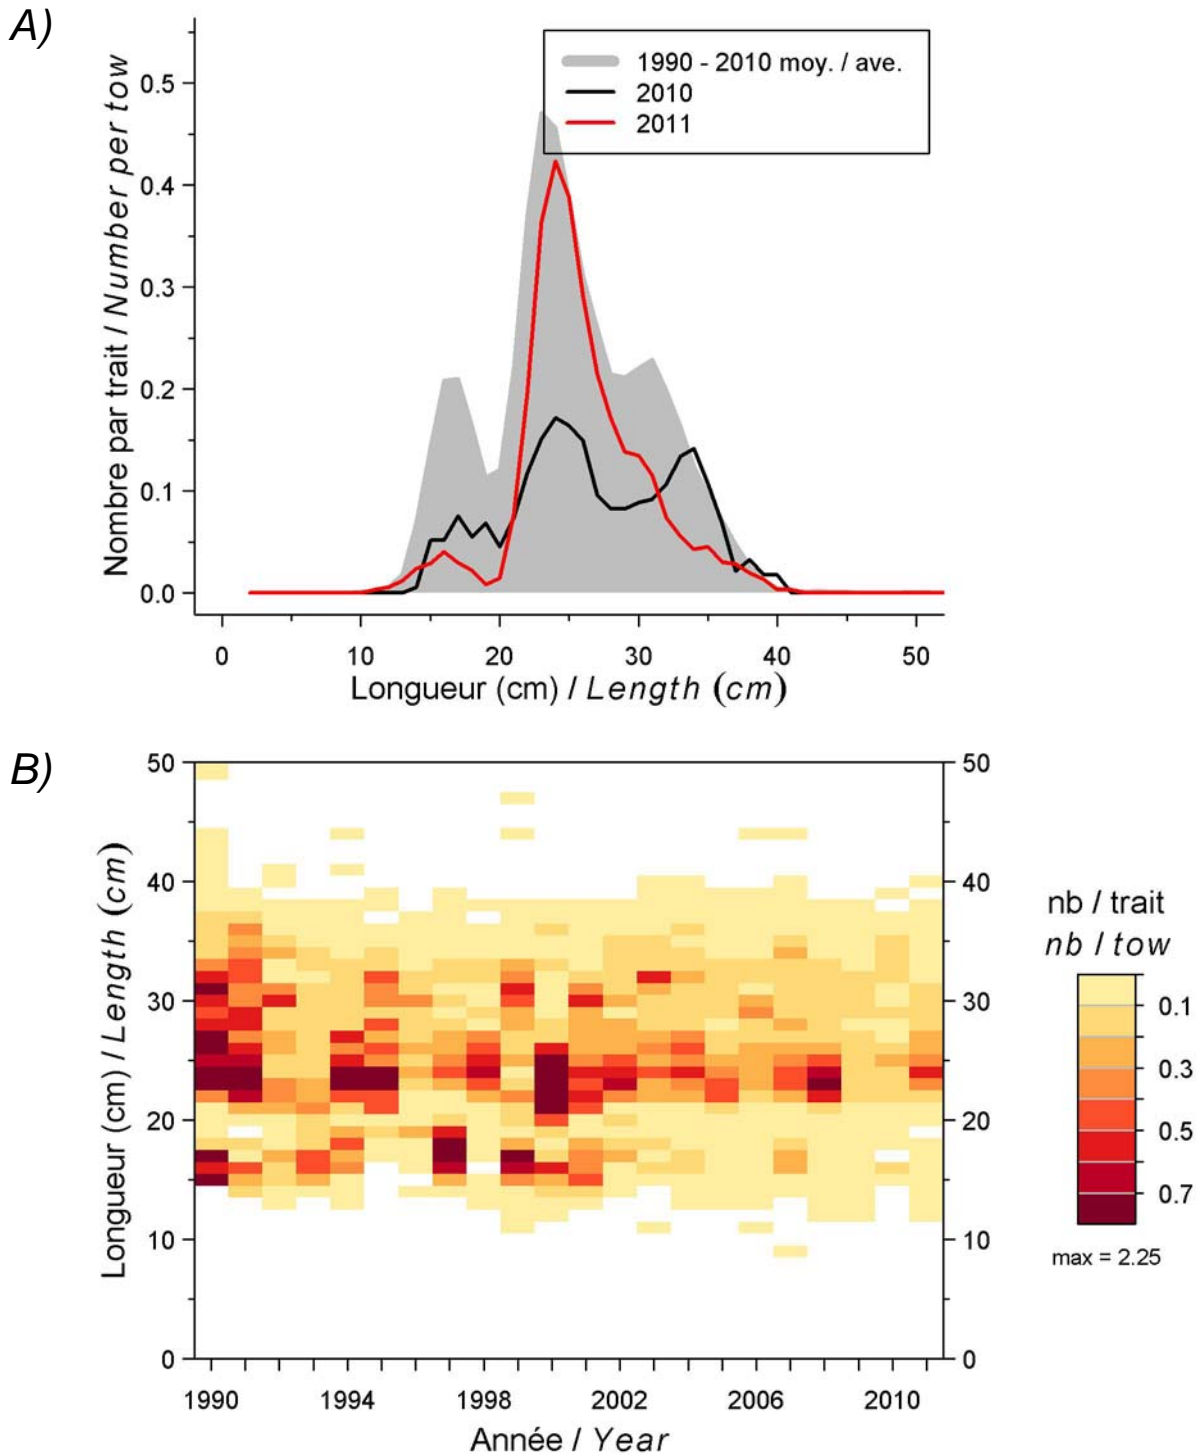 A)
Nombre par trait / Number per tow
0.5
0.4
0.3
0.2
0.1
0.0
1990 - 2010 moy. / ave.
2010
2011
0 10 20 30 40 50
Longueur (cm) / Length (cm)
B)
Longueur (cm) / Length (cm)
50
40
30
20
10
0
50
40
30
20
10
0
1990 1994 1998 2002 2006 2010
Année / Year
nb / trait
nb / tow
0.1
0.3
0.5
0.7
max = 2.25